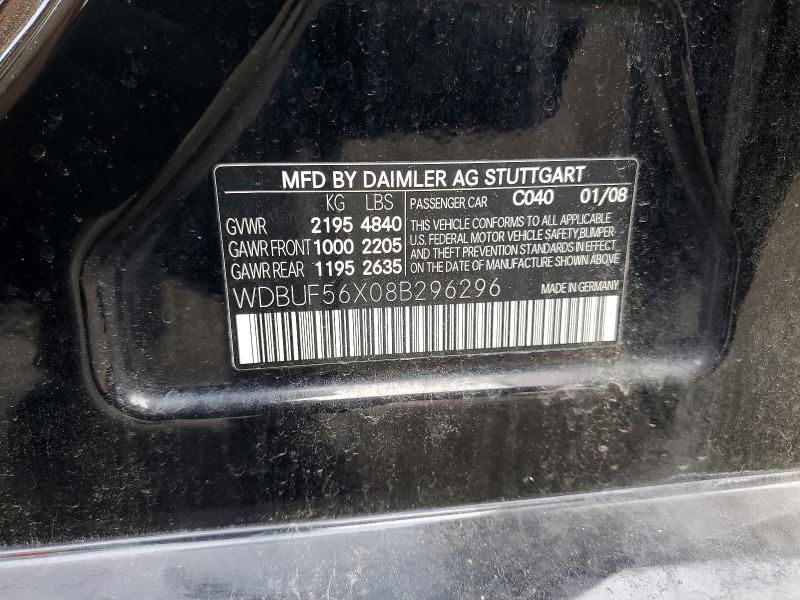 MFD BY DAIMLER AG STUTTGART
KG LBS
GVWR 2195 4840
GAWR FRONT 1000 2205
GAWR REAR 1195 2635
PASSENGER CAR C040 01/08
THIS VEHICLE CONFORMS TO ALL APPLICABLE
U.S. FEDERAL MOTOR VEHICLE SAFETY,BUMPER
AND THEFT PREVENTION STANDARDS IN EFFECT
ON THE DATE OF MANUFACTURE SHOWN ABOVE.
WDBUF56X08B296296
MADE IN GERMANY